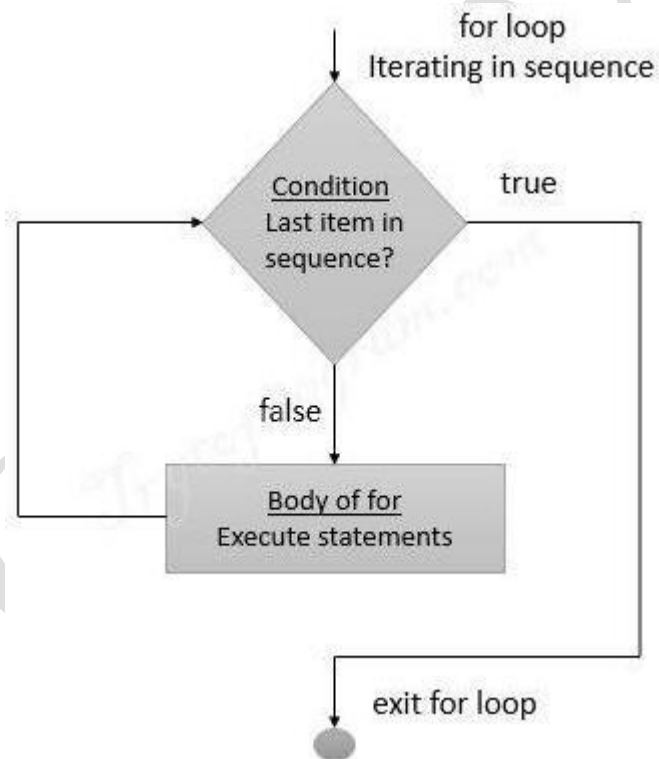 for loop
Iterating in sequence
Condition
Last item in
sequence?
true
false
Body of for
Execute statements
exit for loop